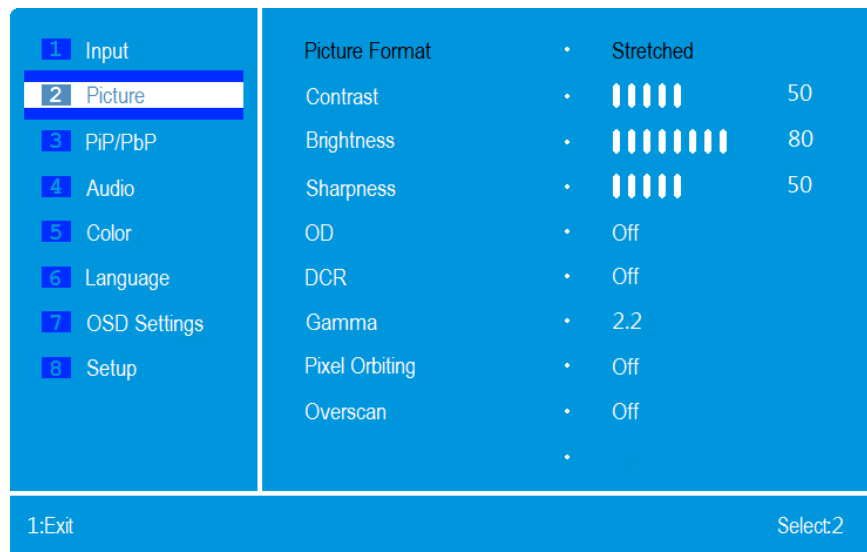 1 Input
2 Picture
3 PiP/PbP
4 Audio
5 Color
6 Language
7 OSD Settings
8 Setup
Picture Format • Stretched
Contrast • 50
Brightness • 80
Sharpness • 50
OD • Off
DCR • Off
Gamma • 2.2
Pixel Orbiting • Off
Overscan • Off
•
1:Exit
Select:2